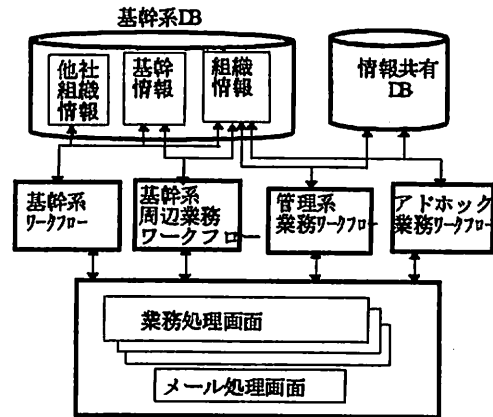 基幹系DB
他社
組織
情報
基幹
情報
組織
情報
情報共有
DB
基幹系
ワークフロー
基幹系
周辺業務
ワークフロー
管理系
業務ワークフロー
アドホック
業務ワークフロー
業務処理画面
メール処理画面